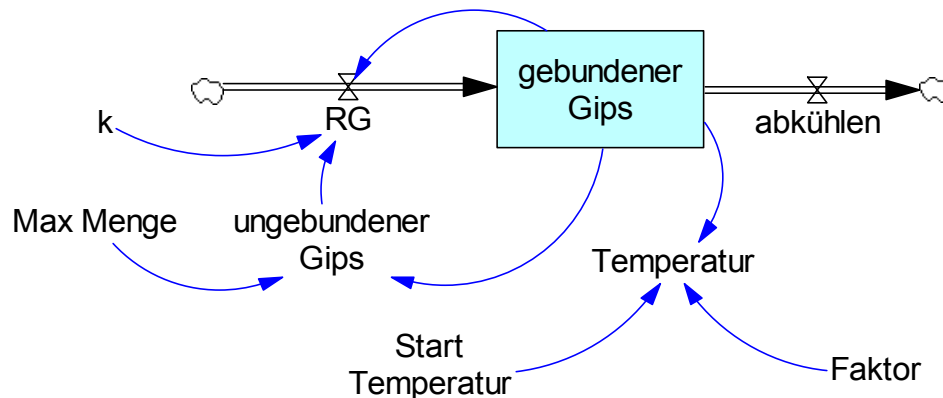 gebundener
Gips
RG
abkühlen
k
Max Menge
ungebundener
Gips
Temperatur
Start
Temperatur
Faktor